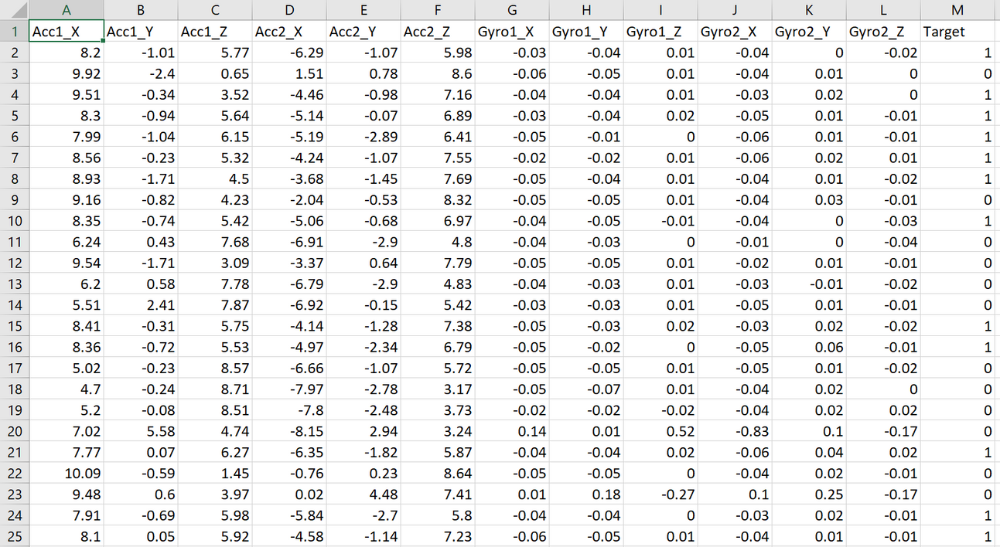 A B C D E F G H I J K L M
1 Acc1_X Acc1_Y Acc1_Z Acc2_X Acc2_Y Acc2_Z Gyro1_X Gyro1_Y Gyro1_Z Gyro2_X Gyro2_Y Gyro2_Z Target
2 8.2 -1.01 5.77 -6.29 -1.07 5.98 -0.03 -0.04 0.01 -0.04 0 -0.02 1
3 9.92 -2.4 0.65 1.51 0.78 8.6 -0.06 -0.05 0.01 -0.04 0.01 0 0
4 9.51 -0.34 3.52 -4.46 -0.98 7.16 -0.04 -0.04 0.01 -0.03 0.02 0 1
5 8.3 -0.94 5.64 -5.14 -0.07 6.89 -0.03 -0.04 0.02 -0.05 0.01 -0.01 1
6 7.99 -1.04 6.15 -5.19 -2.89 6.41 -0.05 -0.01 0 -0.06 0.01 -0.01 1
7 8.56 -0.23 5.32 -4.24 -1.07 7.55 -0.02 -0.02 0.01 -0.06 0.02 0.01 1
8 8.93 -1.71 4.5 -3.68 -1.45 7.69 -0.05 -0.04 0.01 -0.04 0.01 -0.02 1
9 9.16 -0.82 4.23 -2.04 -0.53 8.32 -0.05 -0.05 0.01 -0.04 0.03 -0.01 0
10 8.35 -0.74 5.42 -5.06 -0.68 6.97 -0.04 -0.05 -0.01 -0.04 0 -0.03 1
11 6.24 0.43 7.68 -6.91 -2.9 4.8 -0.04 -0.03 0 -0.01 0 -0.04 0
12 9.54 -1.71 3.09 -3.37 0.64 7.79 -0.05 -0.05 0.01 -0.02 0.01 -0.01 0
13 6.2 0.58 7.78 -6.79 -2.9 4.83 -0.04 -0.03 0.01 -0.03 -0.01 -0.02 0
14 5.51 2.41 7.87 -6.92 -0.15 5.42 -0.03 -0.03 0.01 -0.05 0.01 -0.01 0
15 8.41 -0.31 5.75 -4.14 -1.28 7.38 -0.05 -0.03 0.02 -0.03 0.02 -0.02 1
16 8.36 -0.72 5.53 -4.97 -2.34 6.79 -0.05 -0.02 0 -0.05 0.06 -0.01 1
17 5.02 -0.23 8.57 -6.66 -1.07 5.72 -0.05 -0.05 0.01 -0.05 0.01 -0.02 0
18 4.7 -0.24 8.71 -7.97 -2.78 3.17 -0.05 -0.07 0.01 -0.04 0.02 0 0
19 5.2 -0.08 8.51 -7.8 -2.48 3.73 -0.02 -0.02 -0.02 -0.04 0.02 0.02 0
20 7.02 5.58 4.74 -8.15 2.94 3.24 0.14 0.01 0.52 -0.83 0.1 -0.17 0
21 7.77 0.07 6.27 -6.35 -1.82 5.87 -0.04 -0.04 0.02 -0.06 0.04 0.02 1
22 10.09 -0.59 1.45 -0.76 0.23 8.64 -0.05 -0.05 0 -0.04 0.02 -0.01 0
23 9.48 0.6 3.97 0.02 4.48 7.41 0.01 0.18 -0.27 0.1 0.25 -0.17 0
24 7.91 -0.69 5.98 -5.84 -2.7 5.8 -0.04 -0.04 0 -0.03 0.02 -0.01 1
25 8.1 0.05 5.92 -4.58 -1.14 7.23 -0.06 -0.05 0.01 -0.04 0.01 -0.01 1